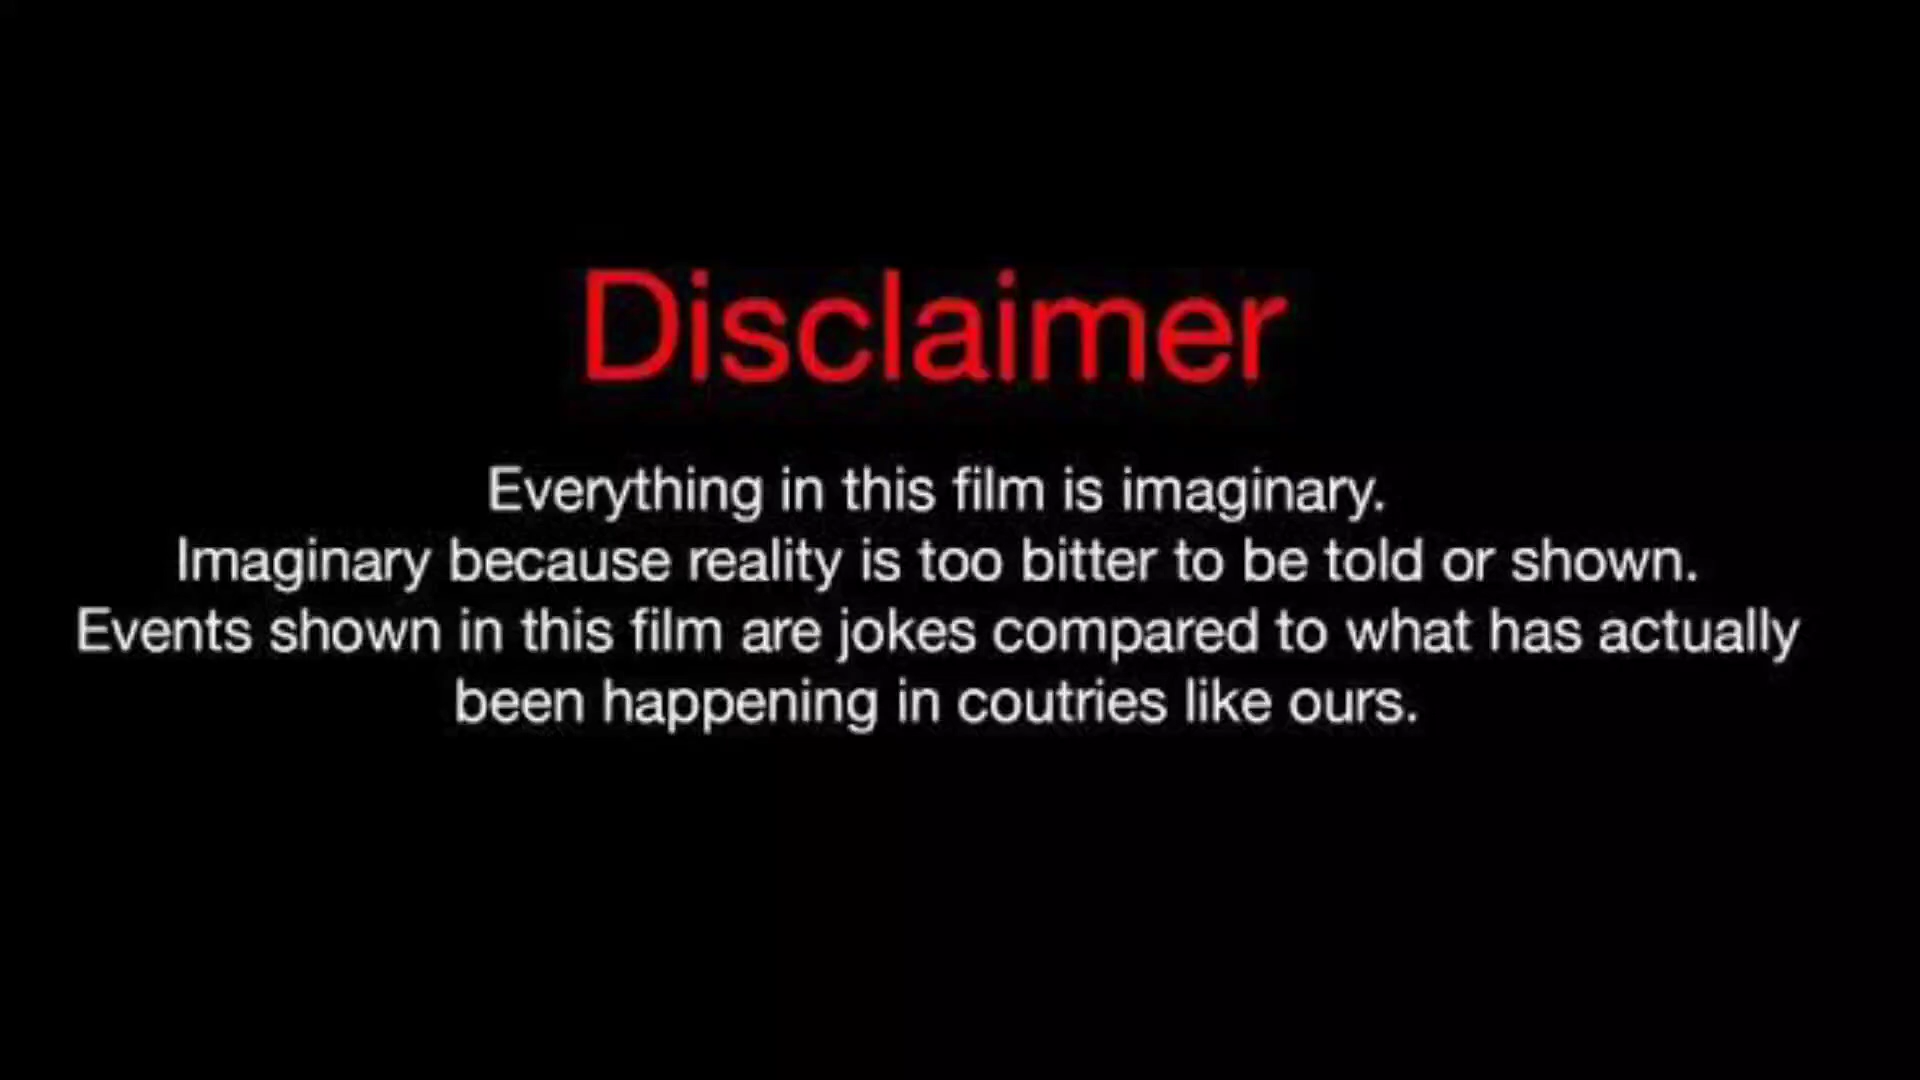 Disclaimer
Everything in this film is imaginary.
Imaginary because reality is too bitter to be told or shown.
Events shown in this film are jokes compared to what has actually
been happening in coutries like ours.